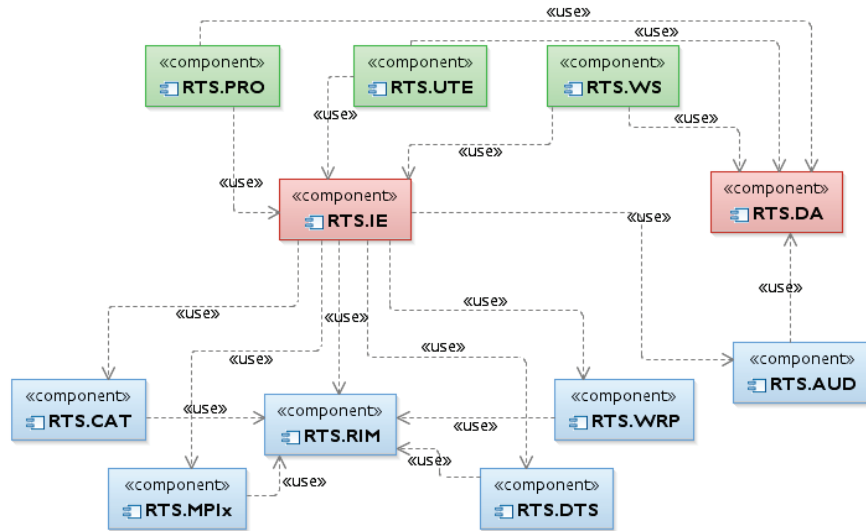 «use»
«use»
«component»
RTS.PRO
«component»
RTS.UTE
«component»
RTS.WS
«use»
«use»
«use»
«use»
«component»
RTS.IE
«component»
RTS.DA
«use»
«use»
«use»
«use»
«use»
«use»
«use»
«component»
RTS.AUD
«component»
RTS.CAT
«use»
«component»
RTS.RIM
«use»
«component»
RTS.WRP
«use»
«use»
«component»
RTS.MPIx
«component»
RTS.DTS